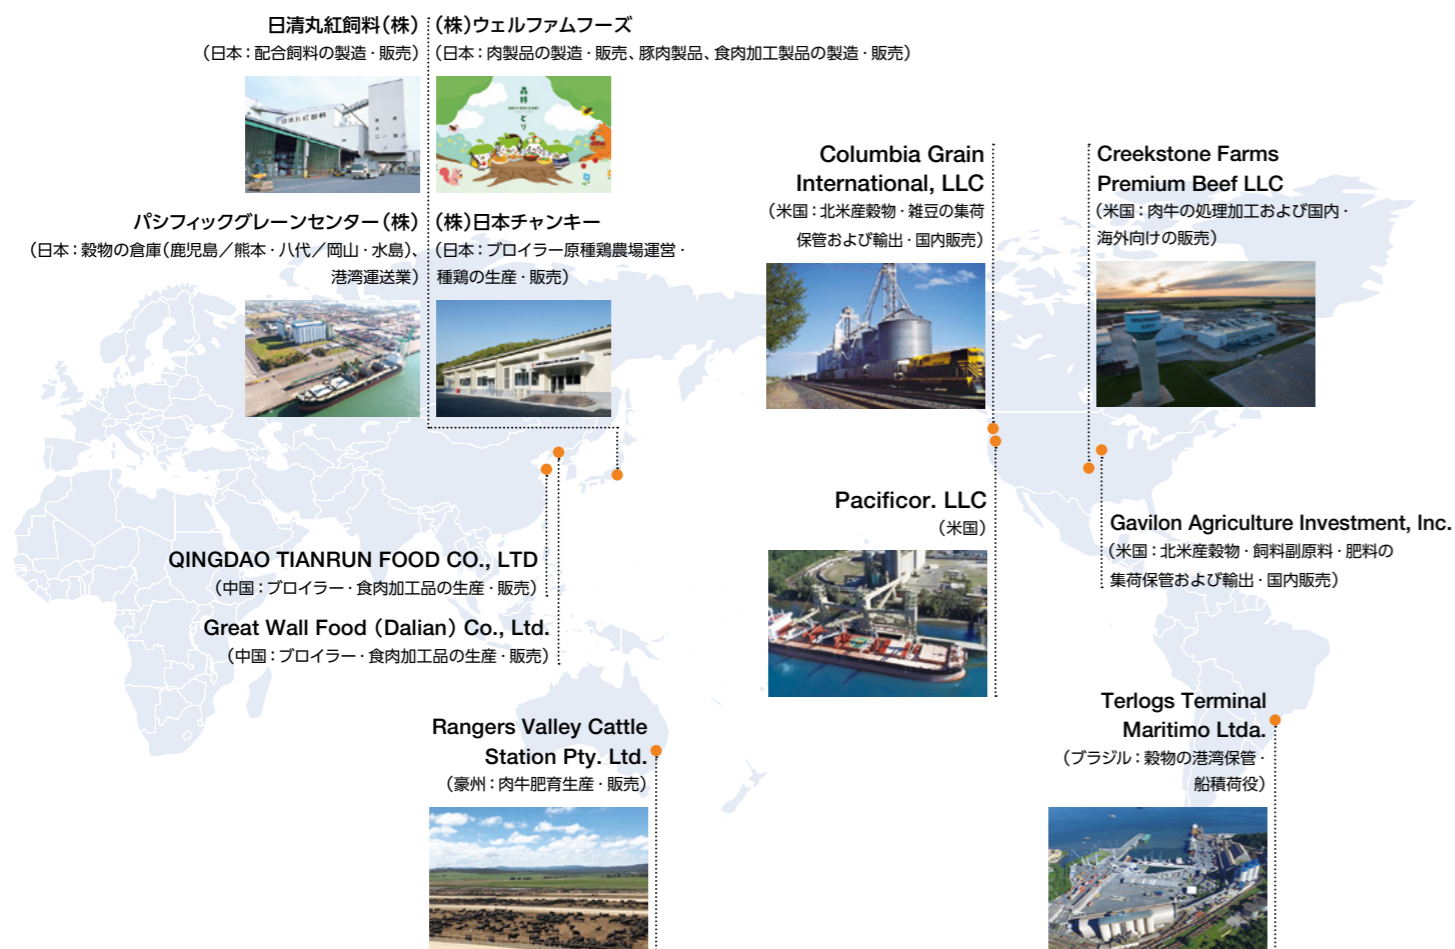 日清丸紅飼料(株)
(日本：配合飼料の製造・販売)
日清丸紅飼料
(株)ウェルファムフーズ
(日本：肉製品の製造・販売、豚肉製品、食肉加工製品の製造・販売)
森林
どり
パシフィックグレーンセンター(株)
(日本：穀物の倉庫(鹿児島／熊本・八代／岡山・水島)、
港湾運送業)
(株)日本チャンキー
(日本：ブロイラー原種鶏農場運営・
種鶏の生産・販売)
Columbia Grain
International, LLC
(米国：北米産穀物・雑豆の集荷
保管および輸出・国内販売)
Creekstone Farms
Premium Beef LLC
(米国：肉牛の処理加工および国内・
海外向けの販売)
Pacificor. LLC
(米国)
Gavilon Agriculture Investment, Inc.
(米国：北米産穀物・飼料副原料・肥料の
集荷保管および輸出・国内販売)
QINGDAO TIANRUN FOOD CO., LTD
(中国：ブロイラー・食肉加工品の生産・販売)
Great Wall Food (Dalian) Co., Ltd.
(中国：ブロイラー・食肉加工品の生産・販売)
Rangers Valley Cattle
Station Pty. Ltd.
(豪州：肉牛肥育生産・販売)
Terlogs Terminal
Maritimo Ltda.
(ブラジル：穀物の港湾保管・
船積荷役)